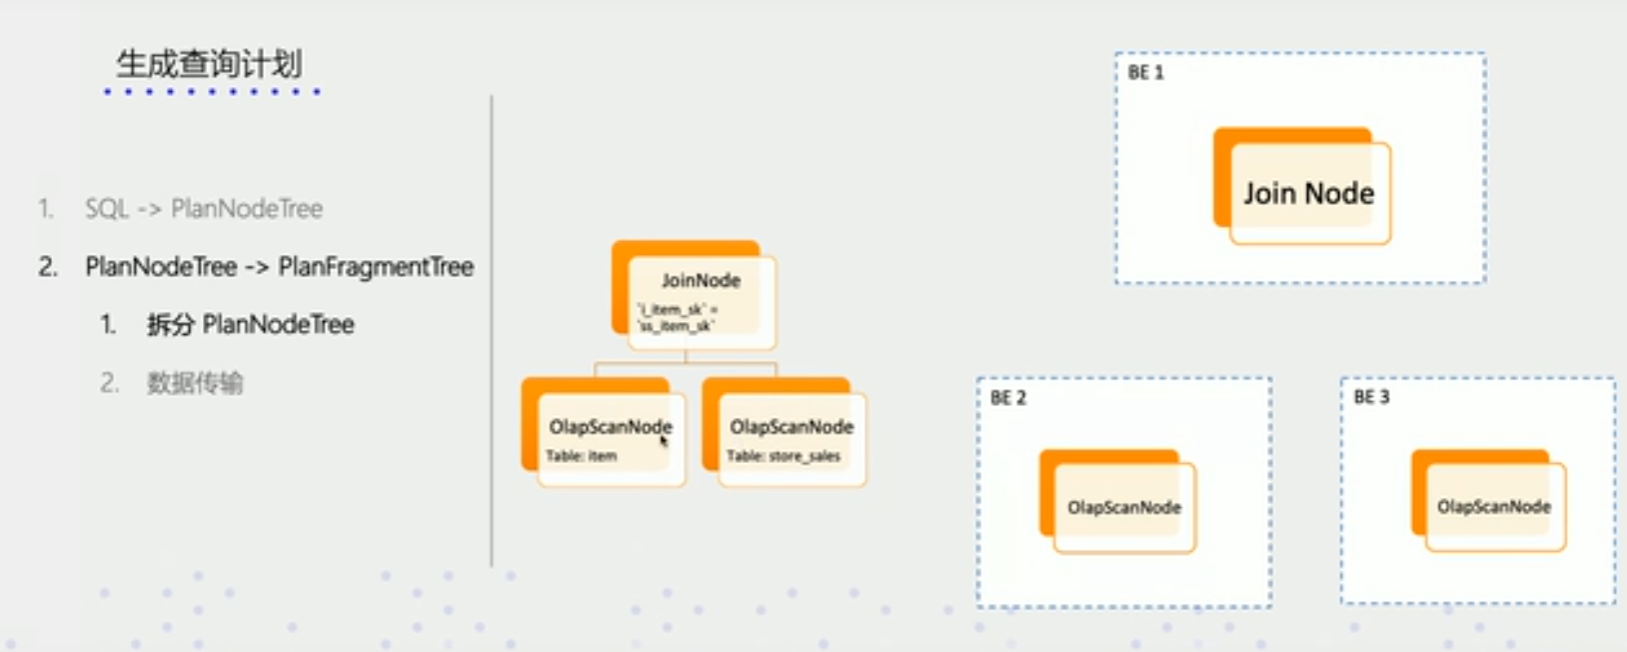 生成查询计划
1. SQL -> PlanNodeTree
2. PlanNodeTree -> PlanFragmentTree
1. 拆分 PlanNodeTree
2. 数据传输
JoinNode
`i_item_sk` =
`ss_item_sk`
OlapScanNode
Table: item
OlapScanNode
Table: store_sales
BE 1
Join Node
BE 2
OlapScanNode
BE 3
OlapScanNode